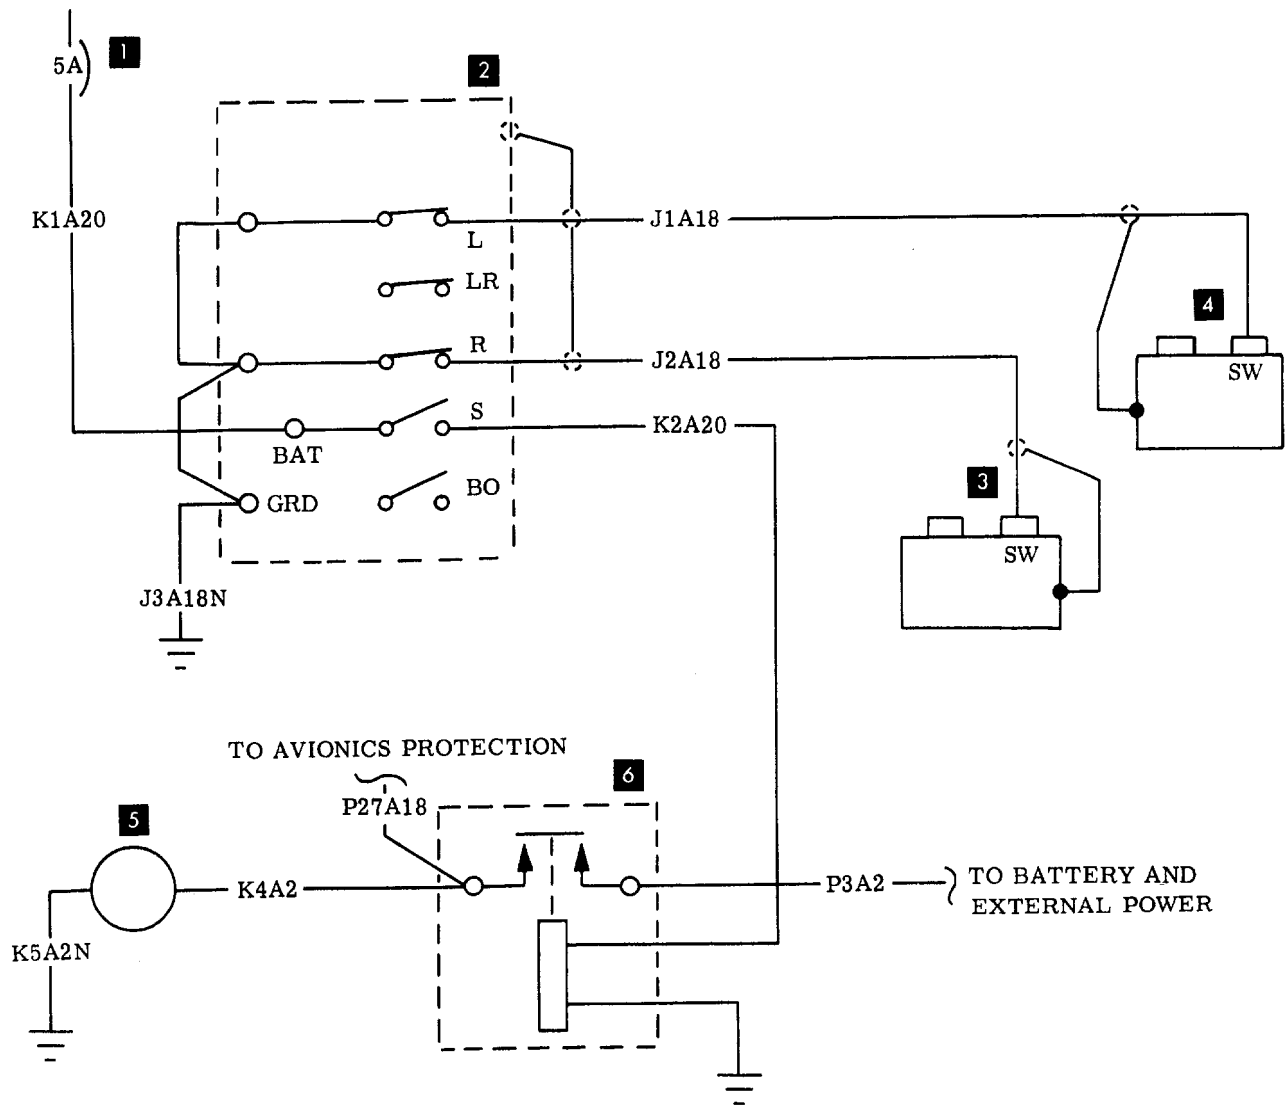 1
5A
2
K1A20
J1A18
L
LR
4
R
J2A18
SW
S
K2A20
BAT
3
BO
GRD
SW
J3A18N
TO AVIONICS PROTECTION
6
P27A18
5
K4A2
P3A2
TO BATTERY AND
EXTERNAL POWER
K5A2N